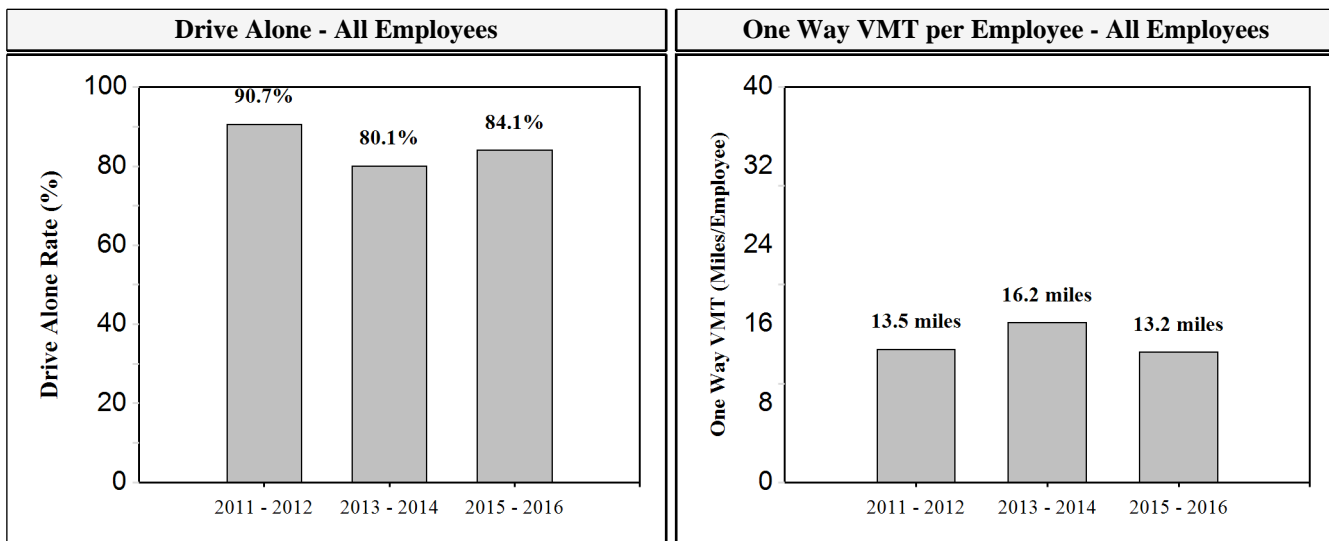 Drive Alone - All Employees
One Way VMT per Employee - All Employees
Drive Alone Rate (%)
100
80
60
40
20
0
90.7%
80.1%
84.1%
2011 - 2012
2013 - 2014
2015 - 2016
One Way VMT (Miles/Employee)
40
32
24
16
8
0
13.5 miles
16.2 miles
13.2 miles
2011 - 2012
2013 - 2014
2015 - 2016